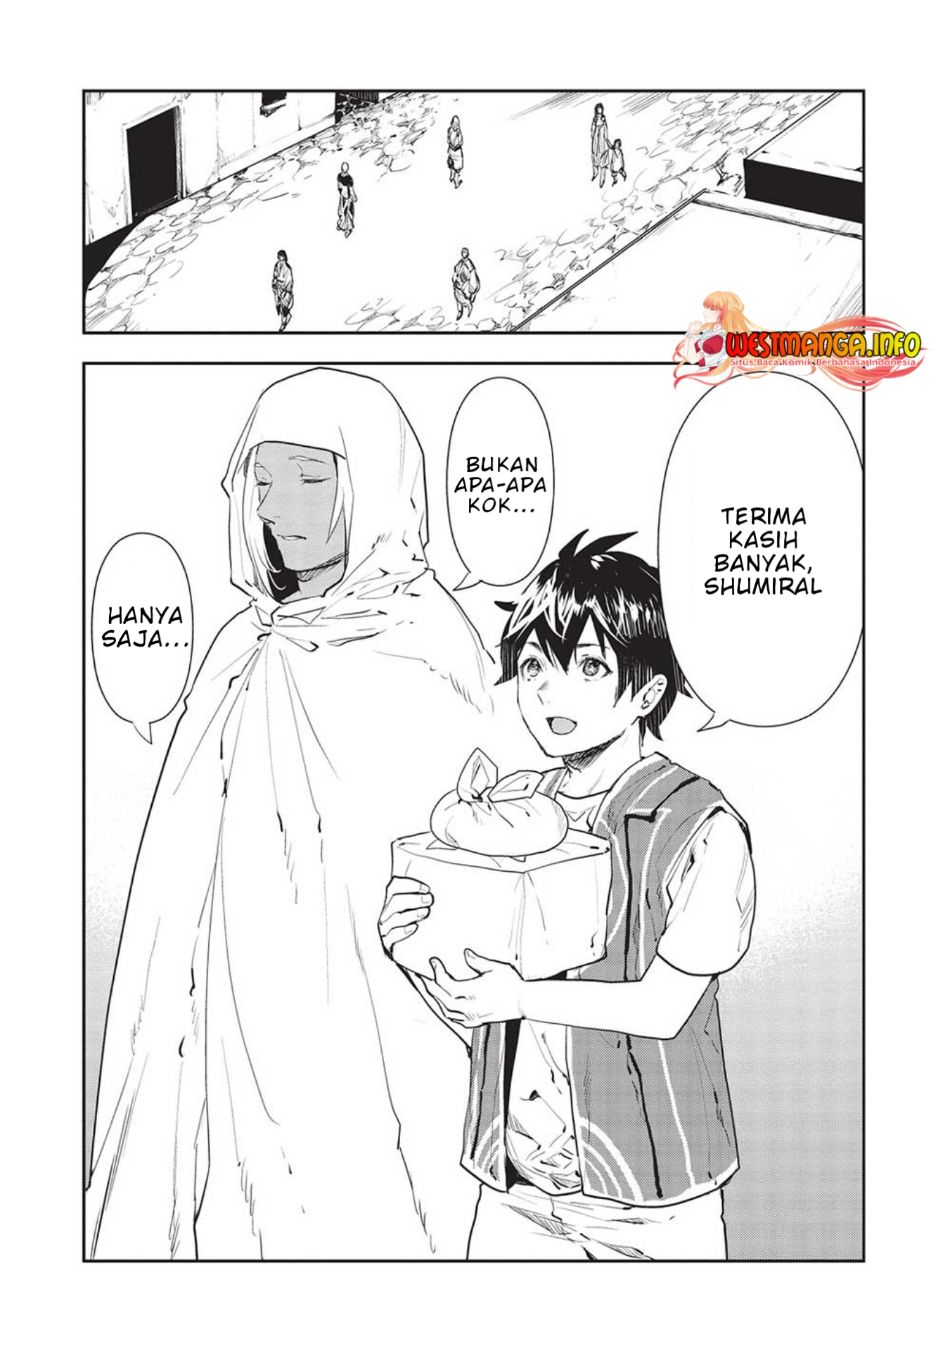 WESTMANGA.INFO
Situs Baca Komik Berbahasa Indonesia
TERIMA
KASIH
BANYAK,
SHUMIRAL
BUKAN
APA-APA
KOK...
HANYA
SAJA...